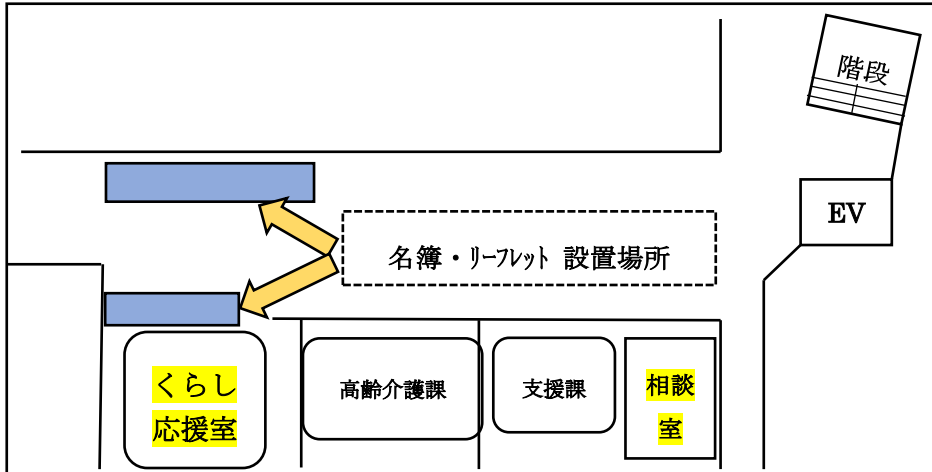 階段
EV
名簿・ﾘｰﾌﾚｯﾄ 設置場所
くらし
応援室
高齢介護課
支援課
相談
室